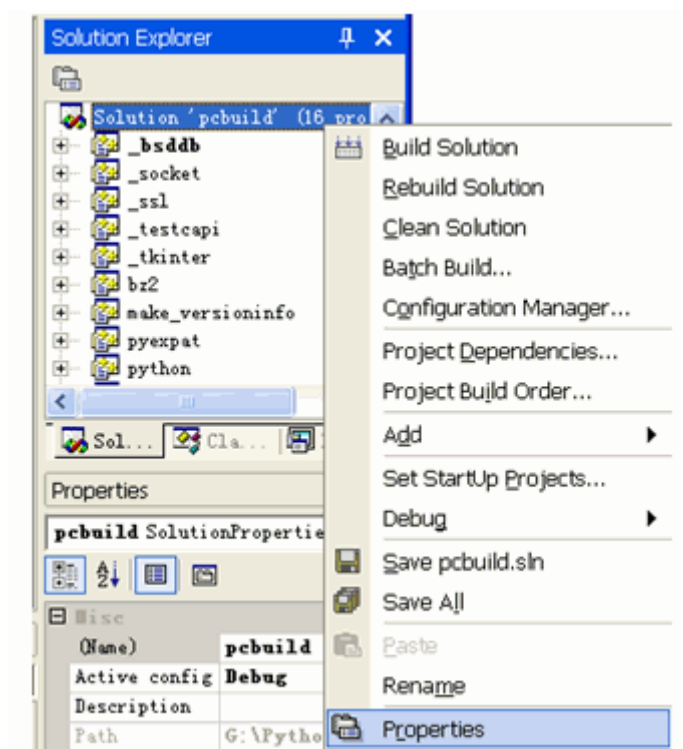 Solution Explorer
Solution 'pcbuild' (16 pro
_bsddb
_socket
_ssl
_testcapi
_tkinter
bz2
make_versioninfo
pyexpat
python
Sol... Cla...
Properties
pcbuild SolutionPropertie
Misc
(Name) pcbuild
Active config Debug
Description
Path G:\Pytho
Build Solution
Rebuild Solution
Clean Solution
Batch Build...
Configuration Manager...
Project Dependencies...
Project Build Order...
Add
Set StartUp Projects...
Debug
Save pcbuild.sln
Save All
Paste
Rename
Properties